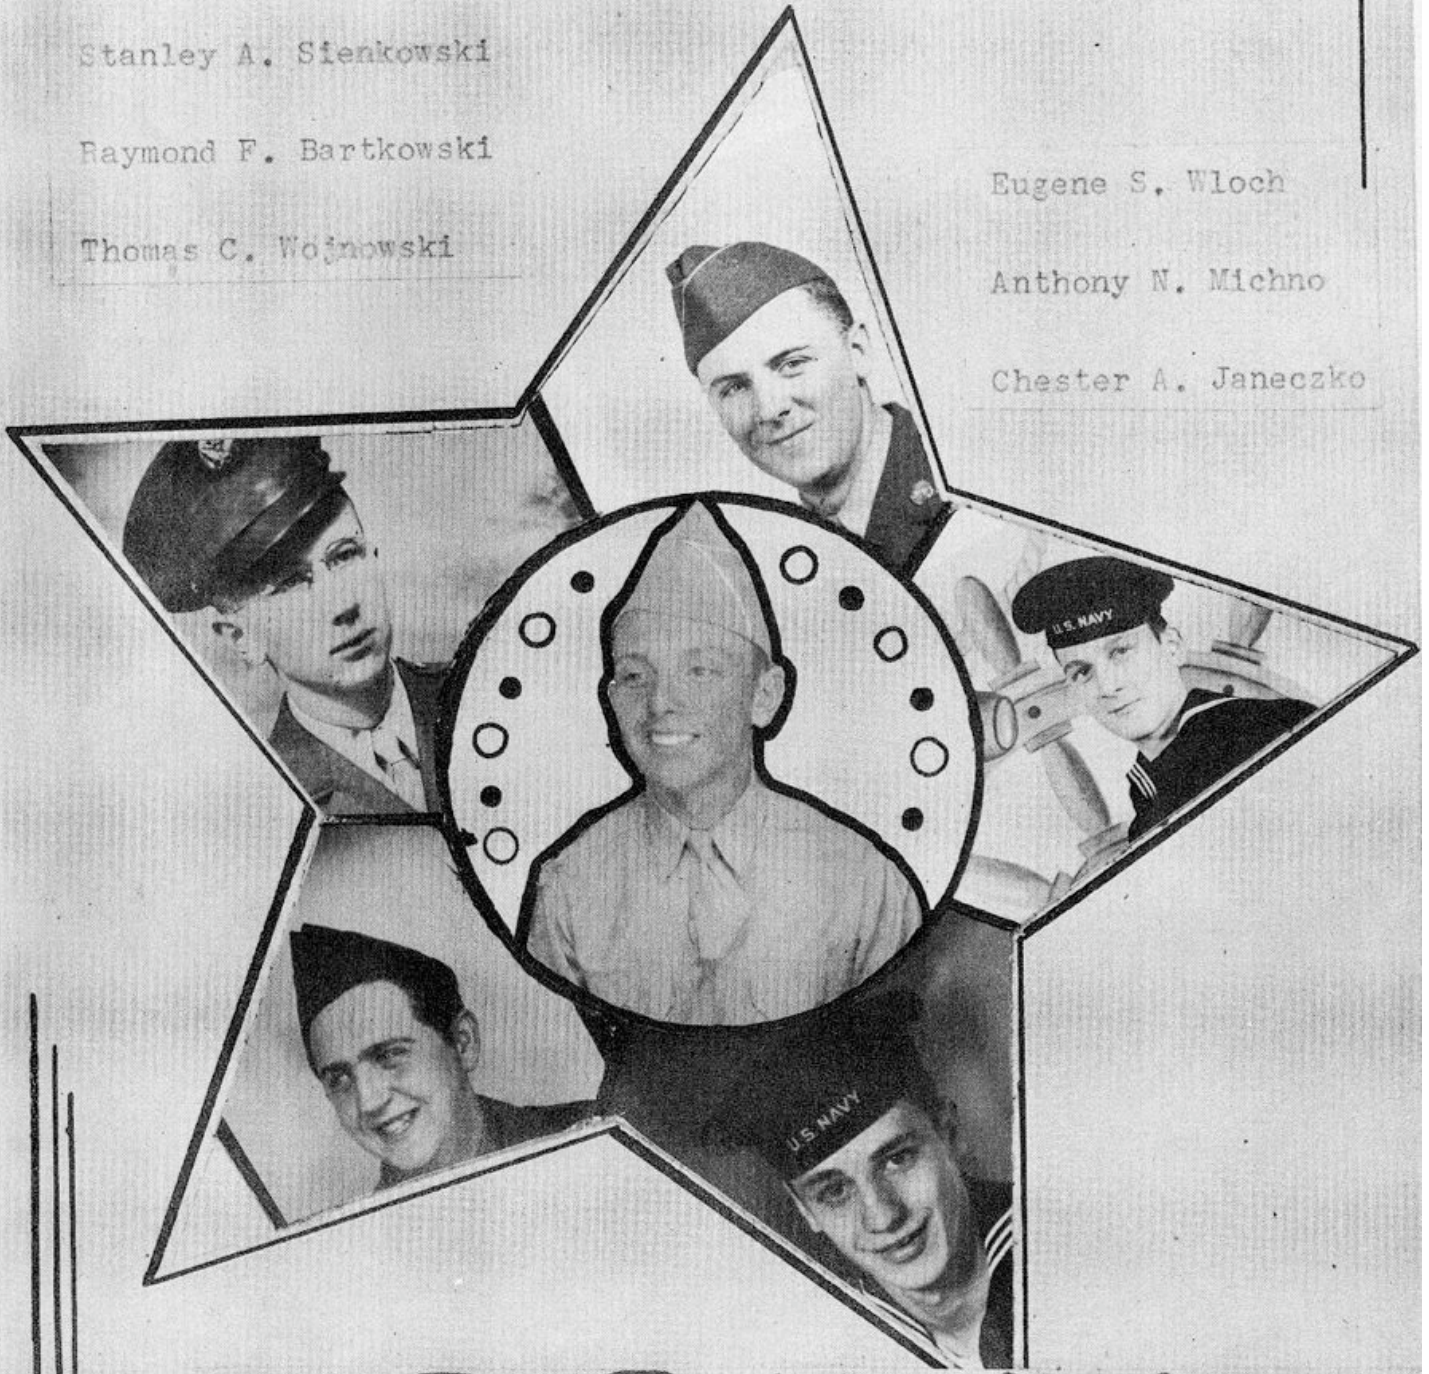 Stanley A. Sienkowski
Raymond F. Bartkowski
Thomas C. Wojnowski
Eugene S. Wloch
Anthony N. Michno
Chester A. Janeczko
U.S. NAVY
U.S. NAVY